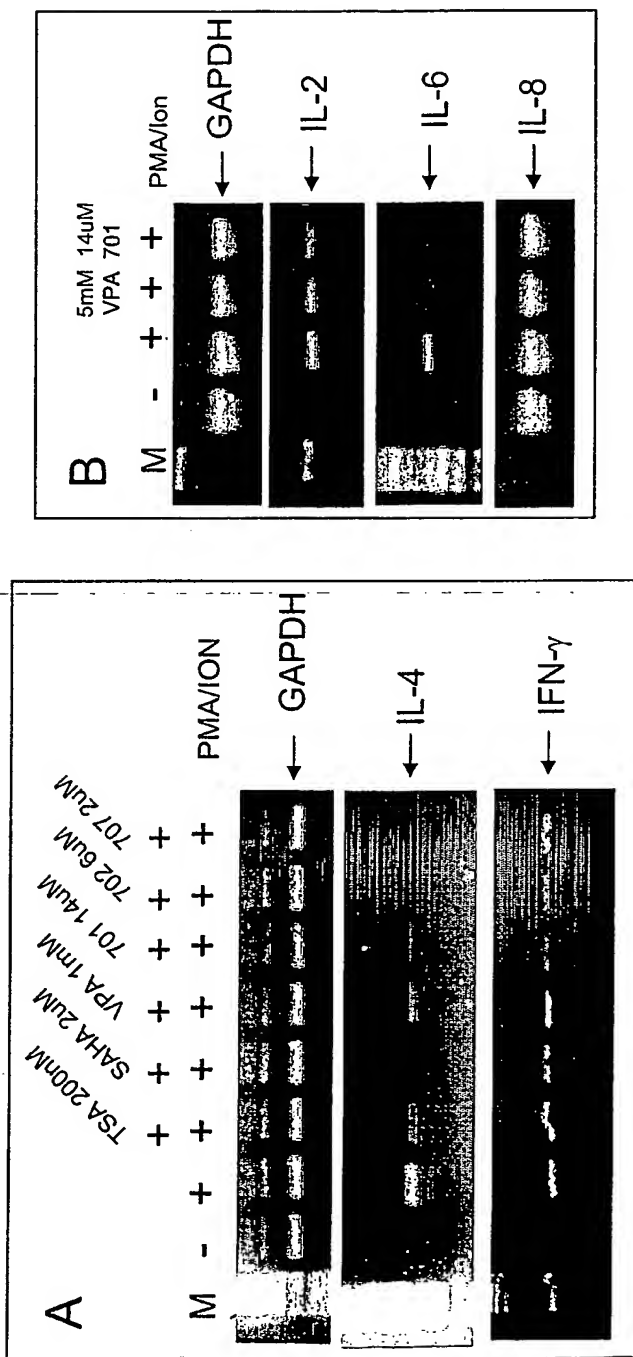 A
TSA 200nM
SAHA 2uM
VPA 1mM
701 14uM
702 6uM
707 2uM
+ + + + + +
M - + + + + + + + PMA/ION
GAPDH
IL-4
IFN-γ
B
5mM 14uM
VPA 701
M - + + + PMA/Ion
GAPDH
IL-2
IL-6
IL-8